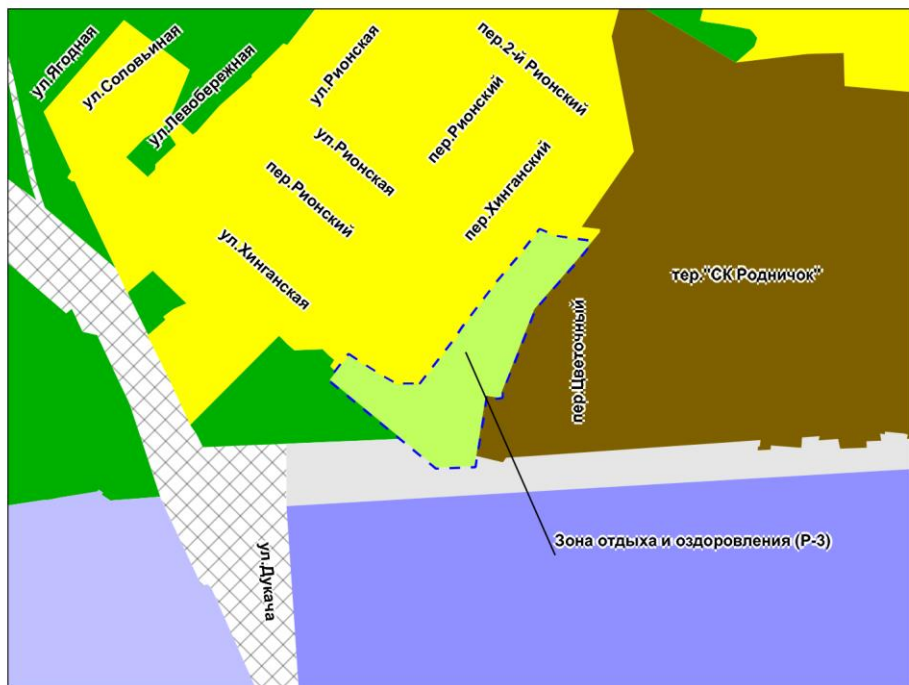 ул.Ягодная
ул.Соловьиная
ул.Левобережная
ул.Рионская
пер.2-й Рионский
пер.Рионский
ул.Рионская
пер.Рионский
пер.Хинганский
ул.Хинганская
тер."СК Родничок"
пер.Цветочный
Зона отдыха и оздоровления (Р-3)
ул.Дукача